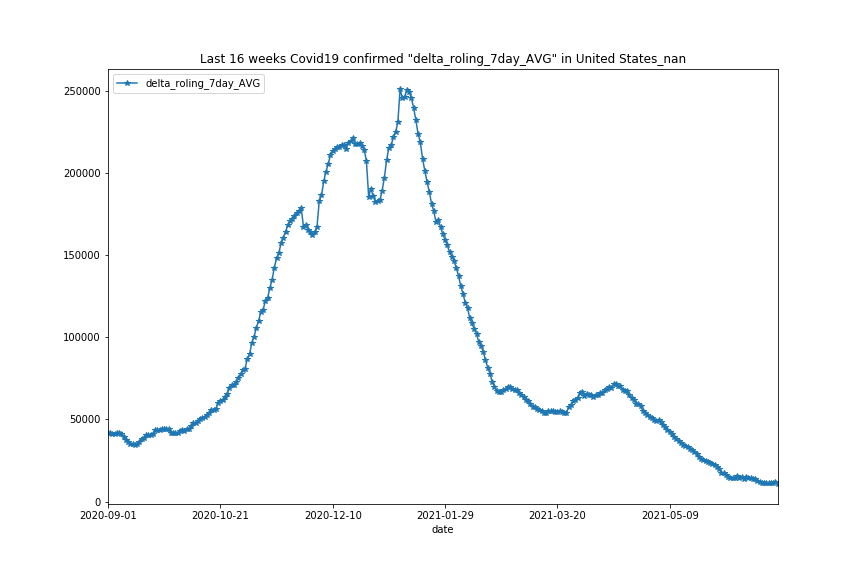 Last 16 weeks Covid19 confirmed "delta_roling_7day_AVG" in United States_nan
delta_roling_7day_AVG
250000
200000
150000
100000
50000
0
2020-09-01 2020-10-21 2020-12-10 2021-01-29 2021-03-20 2021-05-09
date